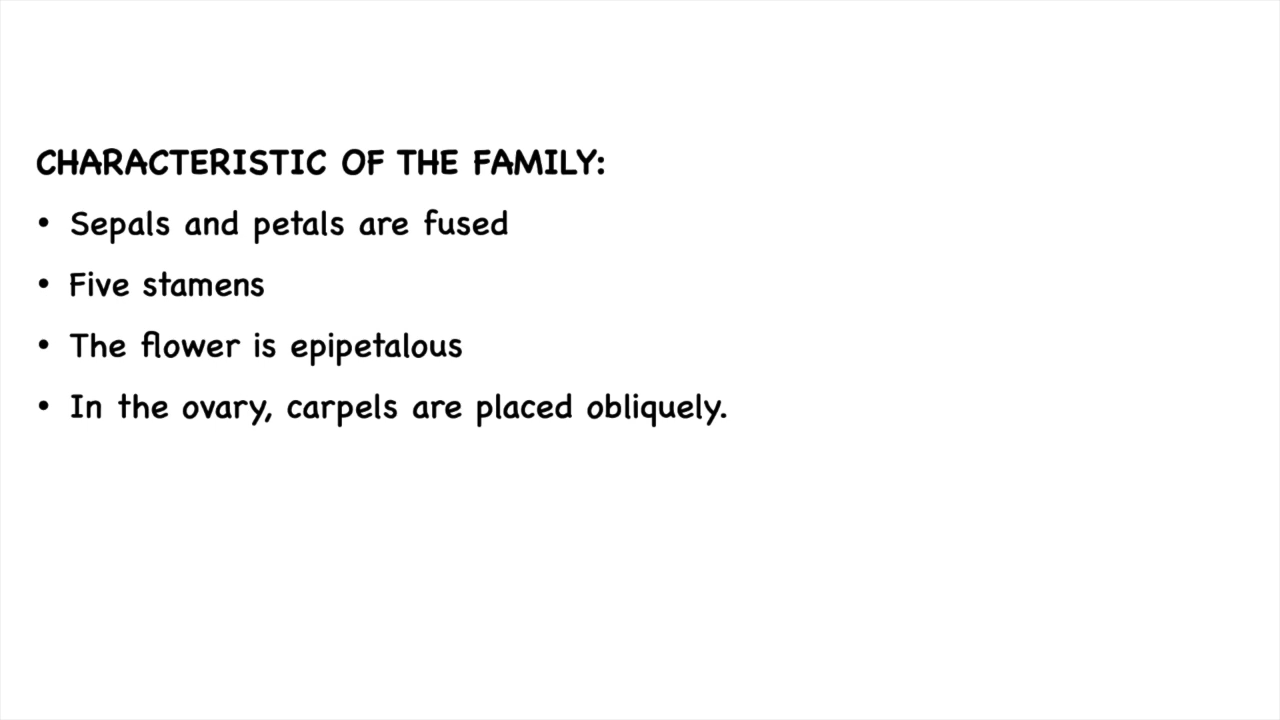 CHARACTERISTIC OF THE FAMILY:
• Sepals and petals are fused
• Five stamens
• The flower is epipetalous
• In the ovary, carpels are placed obliquely.